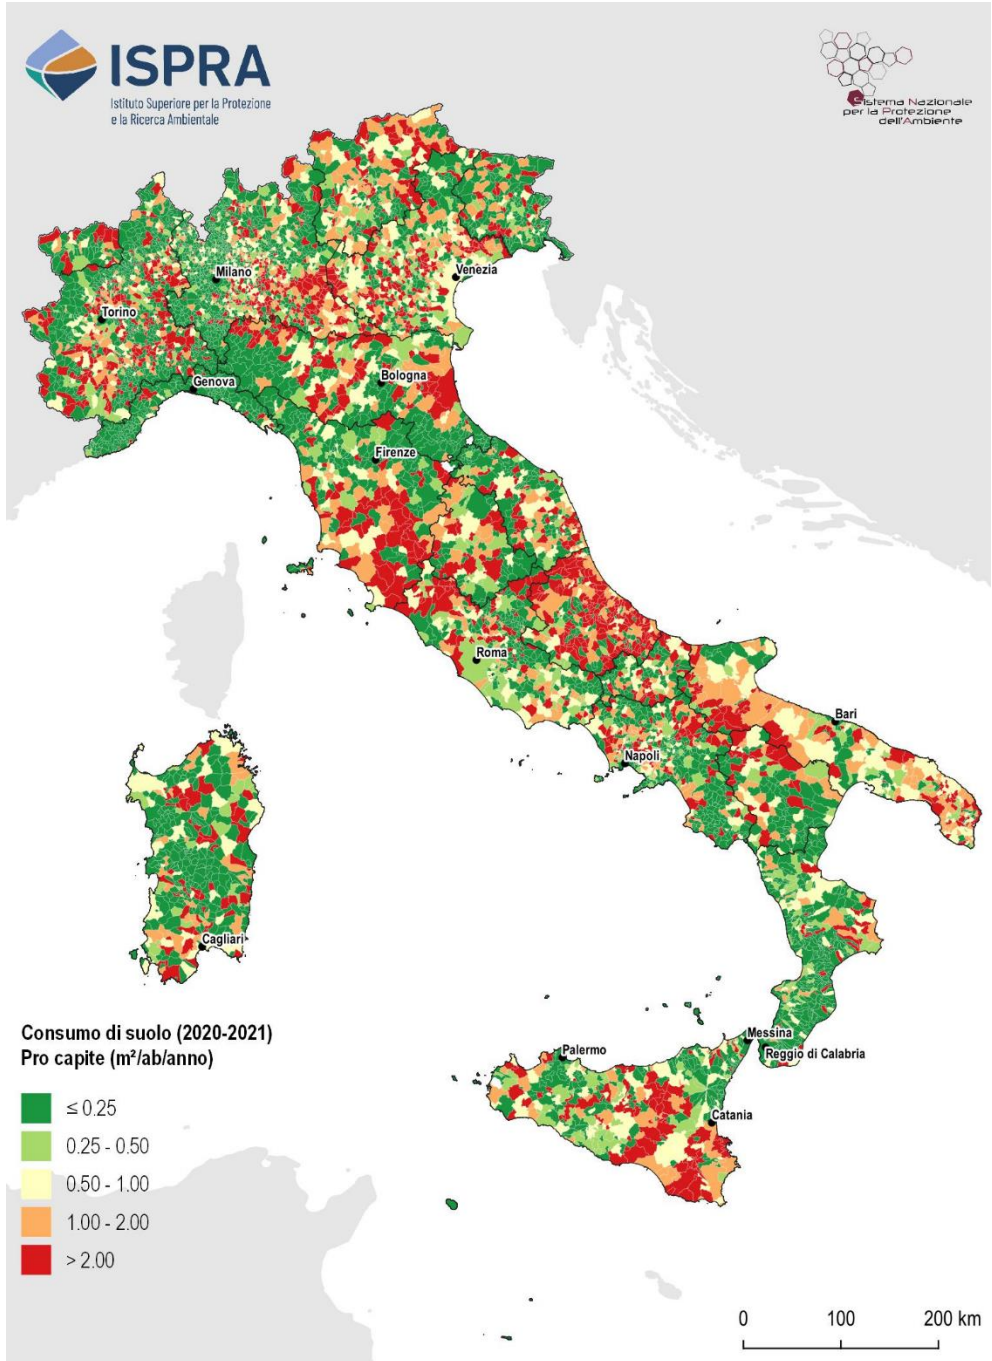 ISPRA
Istituto Superiore per la Protezione
e la Ricerca Ambientale
Sistema Nazionale
per la Protezione
dell'Ambiente
Milano
Venezia
Torino
Genova
Bologna
Firenze
Roma
Bari
Napoli
Cagliari
Messina
Palermo
Reggio di Calabria
Catania
Consumo di suolo (2020-2021)
Pro capite (m²/ab/anno)
≤ 0.25
0.25 - 0.50
0.50 - 1.00
1.00 - 2.00
> 2.00
0 100 200 km